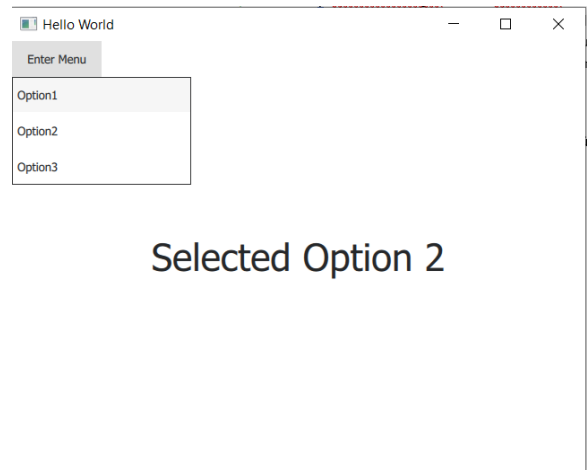 Hello World
Enter Menu
Option1
Option2
Option3
Selected Option 2